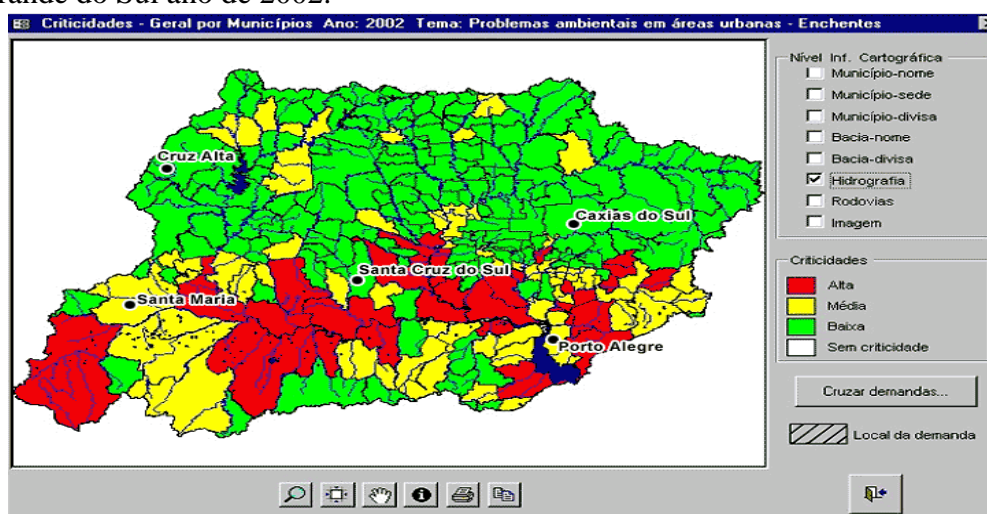 rande do Sul ano de 2002.
Criticidades - Geral por Municípios Ano: 2002 Tema: Problemas ambientais em áreas urbanas - Enchentes
Nível Inf. Cartográfica
Município-nome
Município-sede
Município-divisa
Bacia-nome
Bacia-divisa
Hidrografia
Rodovias
Imagem
Cruz Alta
Caxias do Sul
Santa Cruz do Sul
Santa Maria
Porto Alegre
Criticidades
Alta
Média
Baixa
Sem criticidade
Cruzar demandas...
Local da demanda